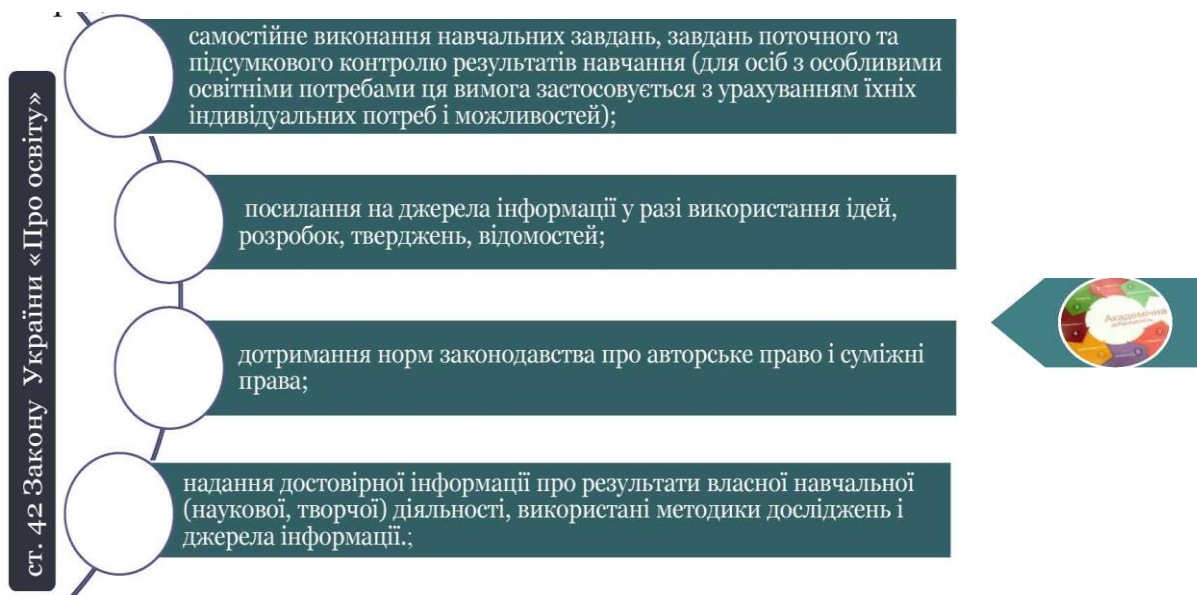 ст. 42 Закону України «Про освіту»
самостійне виконання навчальних завдань, завдань поточного та
підсумкового контролю результатів навчання (для осіб з особливими
освітніми потребами ця вимога застосовується з урахуванням їхніх
індивідуальних потреб і можливостей);
посилання на джерела інформації у разі використання ідей,
розробок, тверджень, відомостей;
дотримання норм законодавства про авторське право і суміжні
права;
надання достовірної інформації про результати власної навчальної
(наукової, творчої) діяльності, використані методики досліджень і
джерела інформації.;
Академічна
доброчесність